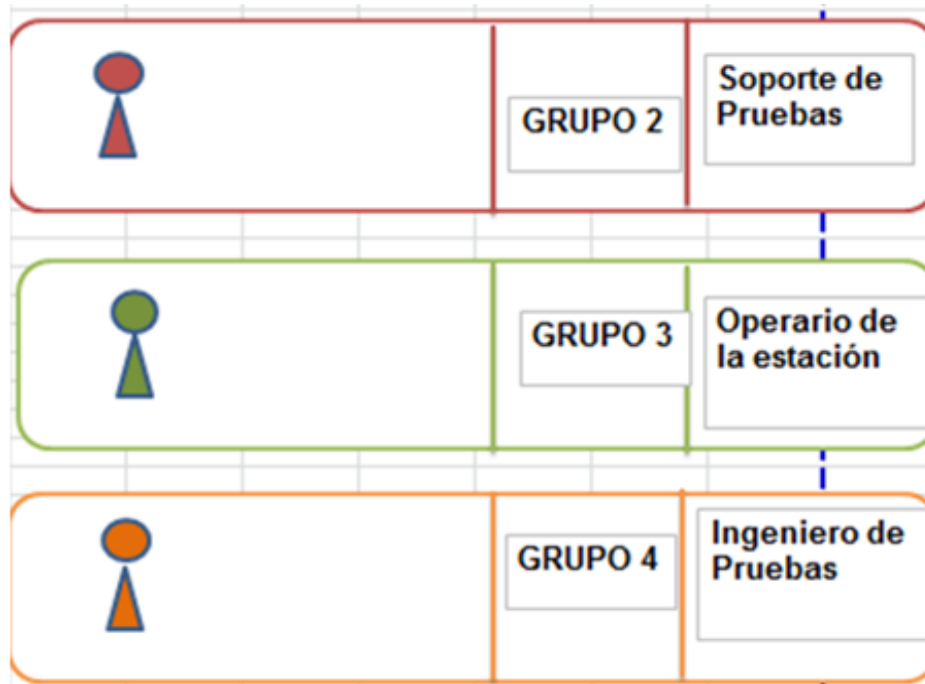 GRUPO 2
Soporte de
Pruebas
GRUPO 3
Operario de
la estación
GRUPO 4
Ingeniero de
Pruebas